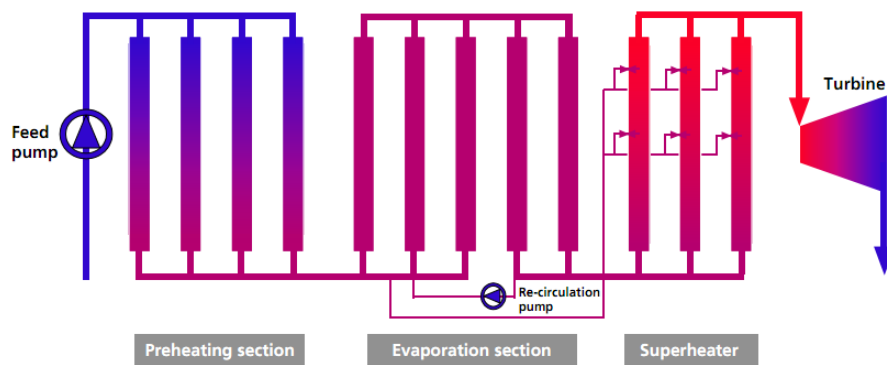 Feed
pump
Turbine
Re-circulation
pump
Preheating section
Evaporation section
Superheater